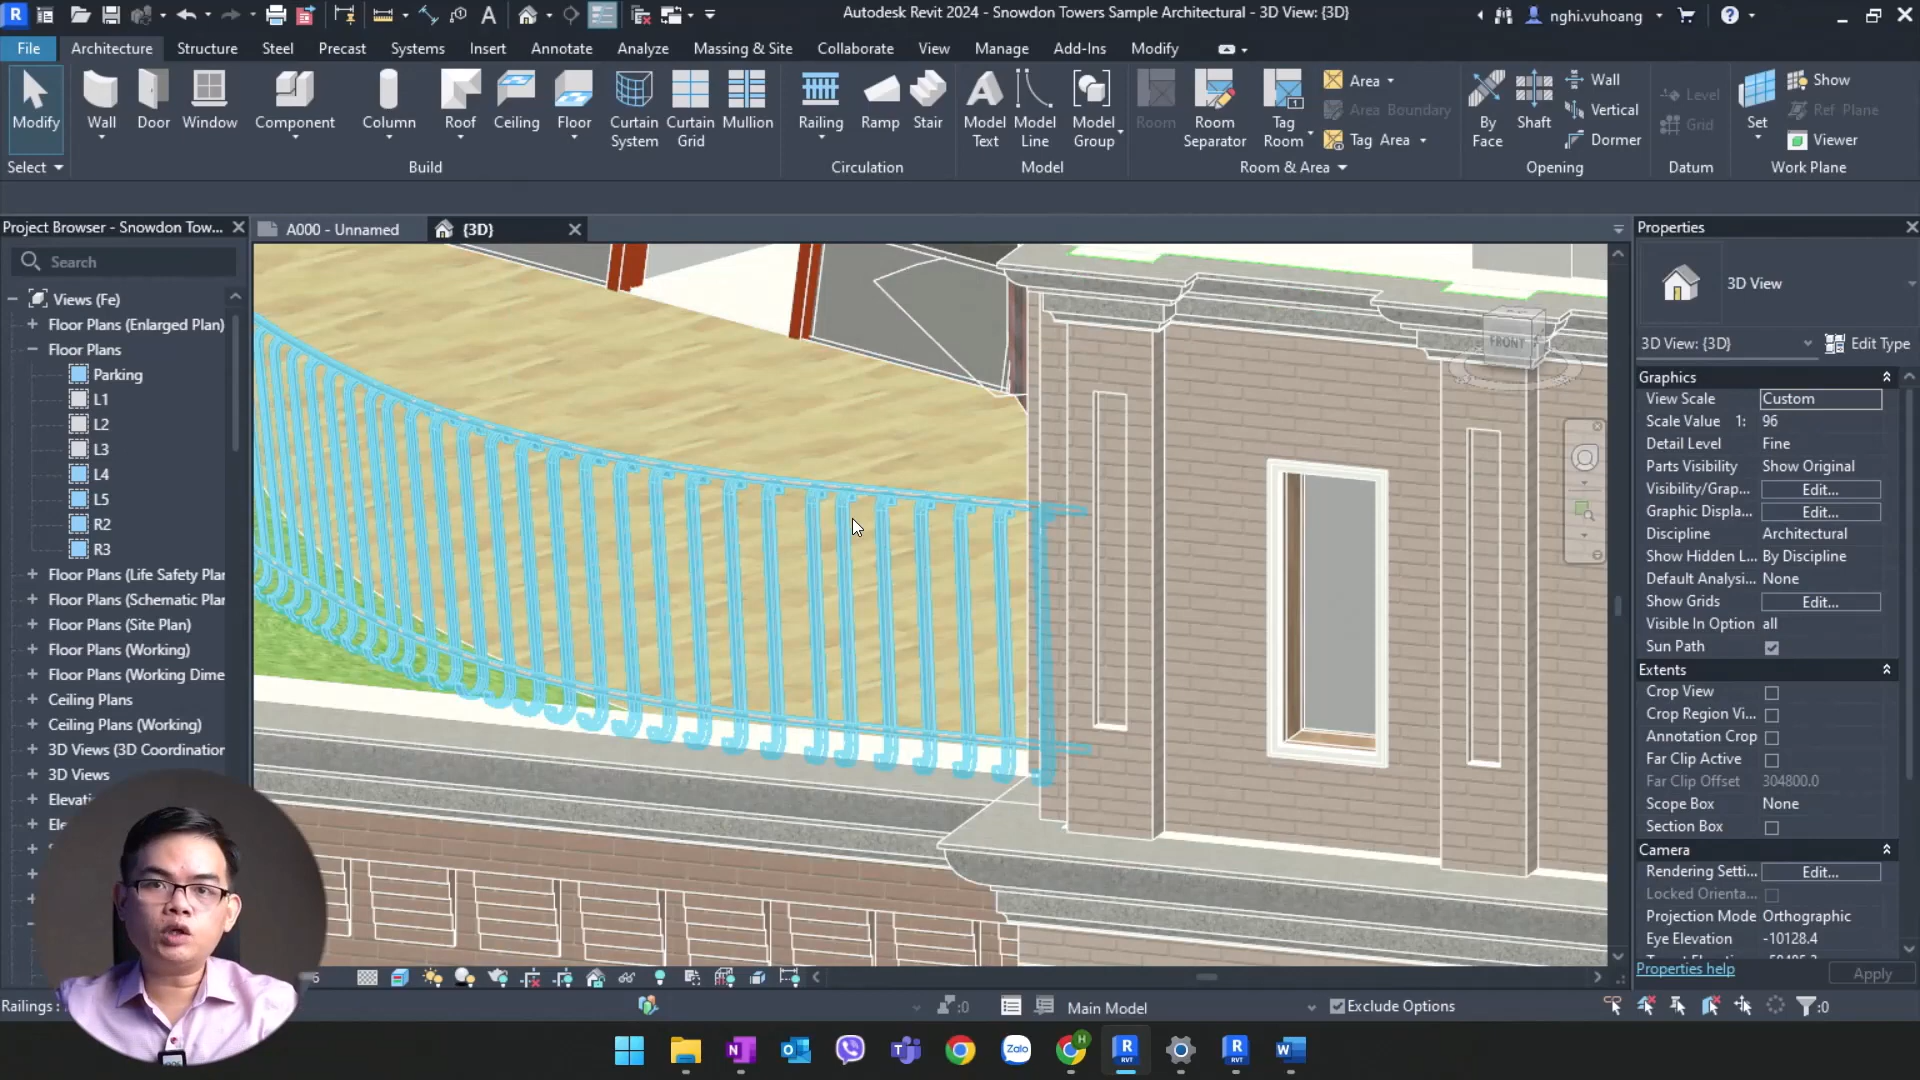 Autodesk Revit 2024 - Snowdon Towers Sample Architectural - 3D View: {3D}
nghi.vuhoang
File
Architecture
Structure
Steel
Precast
Systems
Insert
Annotate
Analyze
Massing & Site
Collaborate
View
Manage
Add-Ins
Modify
Modify
Wall
Door
Window
Component
Column
Roof
Ceiling
Floor
Curtain System
Curtain Grid
Mullion
Railing
Ramp
Stair
Model Text
Model Line
Model Group
Room
Room Separator
Tag Room
Area
Area Boundary
Tag Area
By Face
Shaft
Wall
Vertical
Dormer
Level
Grid
Set
Show
Ref Plane
Viewer
Select
Build
Circulation
Model
Room & Area
Opening
Datum
Work Plane
Project Browser - Snowdon Tow...
A000 - Unnamed
{3D}
Properties
Search
Views (Fe)
Floor Plans (Enlarged Plan)
Floor Plans
Parking
L1
L2
L3
L4
L5
R2
R3
Floor Plans (Life Safety Plar
Floor Plans (Schematic Plar
Floor Plans (Site Plan)
Floor Plans (Working)
Floor Plans (Working Dime
Ceiling Plans
Ceiling Plans (Working)
3D Views (3D Coordination
3D Views
Elevati
Ele
FRONT
3D View
3D View: {3D}
Edit Type
Graphics
View Scale Custom
Scale Value 1: 96
Detail Level Fine
Parts Visibility Show Original
Visibility/Grap... Edit...
Graphic Displa... Edit...
Discipline Architectural
Show Hidden L... By Discipline
Default Analysi... None
Show Grids Edit...
Visible In Option all
Sun Path
Extents
Crop View
Crop Region Vi...
Annotation Crop
Far Clip Active
Far Clip Offset 304800.0
Scope Box None
Section Box
Camera
Rendering Setti... Edit...
Locked Orienta...
Projection Mode Orthographic
Eye Elevation -10128.4
Properties help
Apply
Railings :
:0
Main Model
Exclude Options
:0
Zalo
H
RVT
RVT